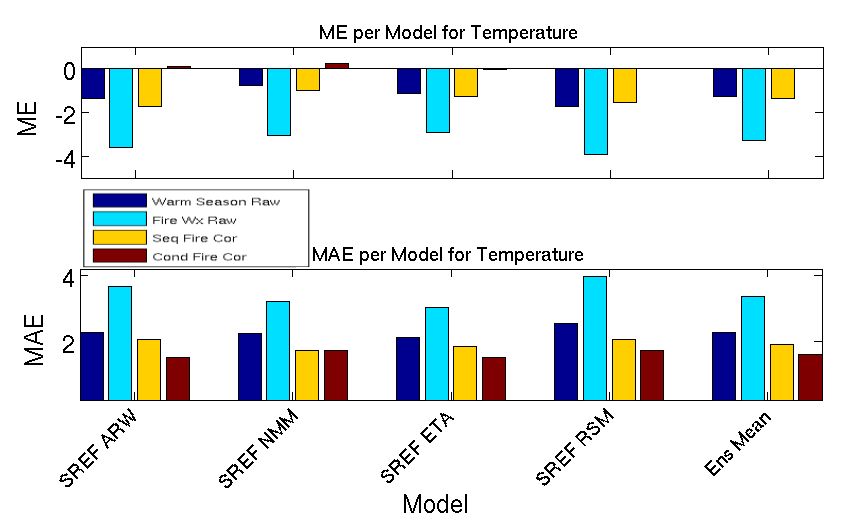 ME per Model for Temperature
0
-2
-4
ME
Warm Season Raw
Fire Wx Raw
Seq Fire Cor
Cond Fire Cor
MAE per Model for Temperature
4
2
MAE
SREF ARW
SREF NMM
SREF ETA
SREF RSM
Ens Mean
Model